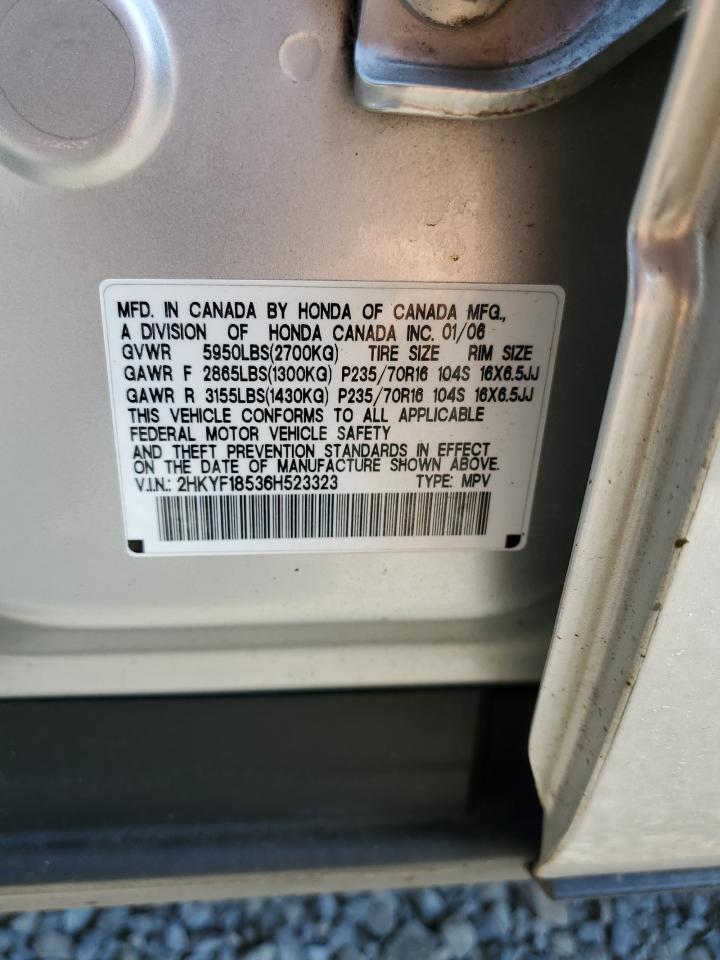 MFD. IN CANADA BY HONDA OF CANADA MFG.,
A DIVISION OF HONDA CANADA INC. 01/06
GVWR 5950LBS(2700KG) TIRE SIZE RIM SIZE
GAWR F 2865LBS(1300KG) P235/70R16 104S 16X6.5JJ
GAWR R 3155LBS(1430KG) P235/70R16 104S 16X6.5JJ
THIS VEHICLE CONFORMS TO ALL APPLICABLE
FEDERAL MOTOR VEHICLE SAFETY
AND THEFT PREVENTION STANDARDS IN EFFECT
ON THE DATE OF MANUFACTURE SHOWN ABOVE.
V.I.N.: 2HKYF18536H523323 TYPE: MPV